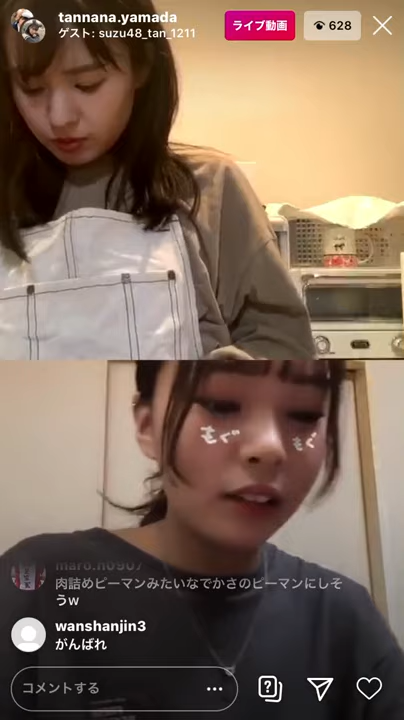 tannana.yamada
ゲスト: suzu48_tan_1211
ライブ動画
628
もぐ
もぐ
maro.n0907
肉詰めピーマンみたいなでかさのピーマンにしそ
うw
wanshanjin3
がんばれ
コメントする